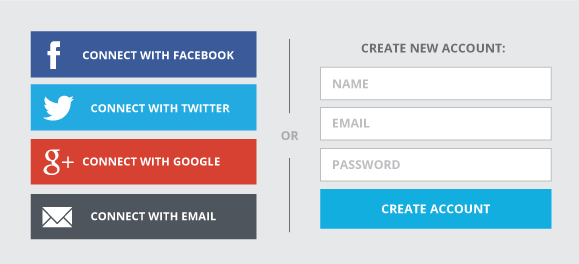 CONNECT WITH FACEBOOK
CONNECT WITH TWITTER
g+ CONNECT WITH GOOGLE
CONNECT WITH EMAIL
OR
CREATE NEW ACCOUNT:
NAME
EMAIL
PASSWORD
CREATE ACCOUNT